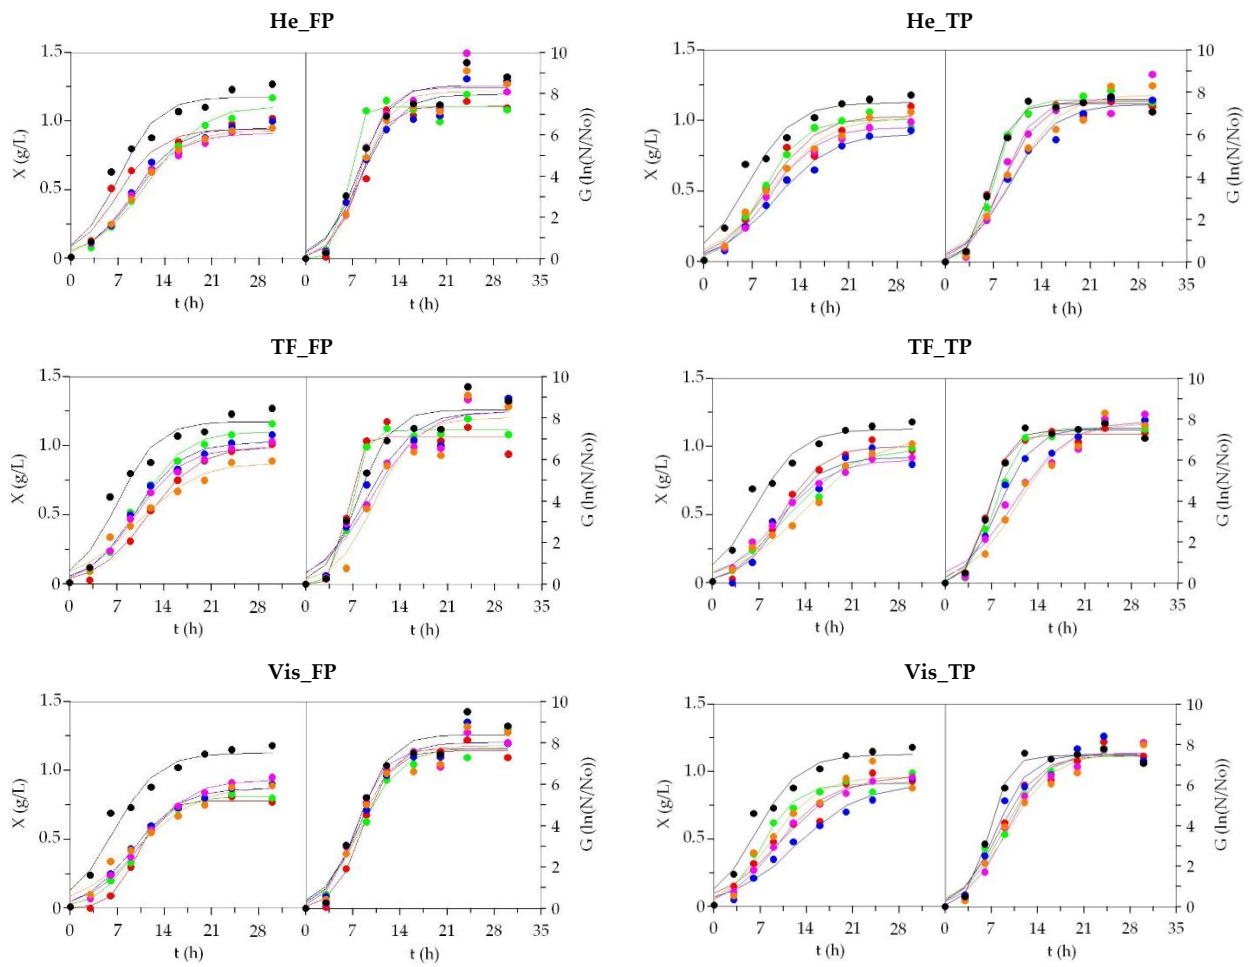 He_FP
He_TP
1.5
1.0
0.5
0
X (g/L)
10
8
6
4
2
0
G (ln(N/No))
0 7 14 21 28 7 14 21 28 35
t (h) t (h)
1.5
1.0
0.5
0
X (g/L)
10
8
6
4
2
0
G (ln(N/No))
0 7 14 21 28 0 7 14 21 28 35
t (h) t (h)
TF_FP
TF_TP
1.5
1.0
0.5
0
X (g/L)
10
8
6
4
2
0
G (ln(N/No))
0 7 14 21 28 0 7 14 21 28 35
t (h) t (h)
1.5
1.0
0.5
0
X (g/L)
10
8
6
4
2
0
G (ln(N/No))
0 7 14 21 28 0 7 14 21 28 35
t (h) t (h)
Vis_FP
Vis_TP
1.5
1.0
0.5
0
X (g/L)
10
8
6
4
2
0
G (ln(N/No))
0 7 14 21 28 0 7 14 21 28 35
t (h) t (h)
1.5
1.0
0.5
0
X (g/L)
10
8
6
4
2
0
G (ln(N/No))
0 7 14 21 28 0 7 14 21 28 35
t (h) t (h)